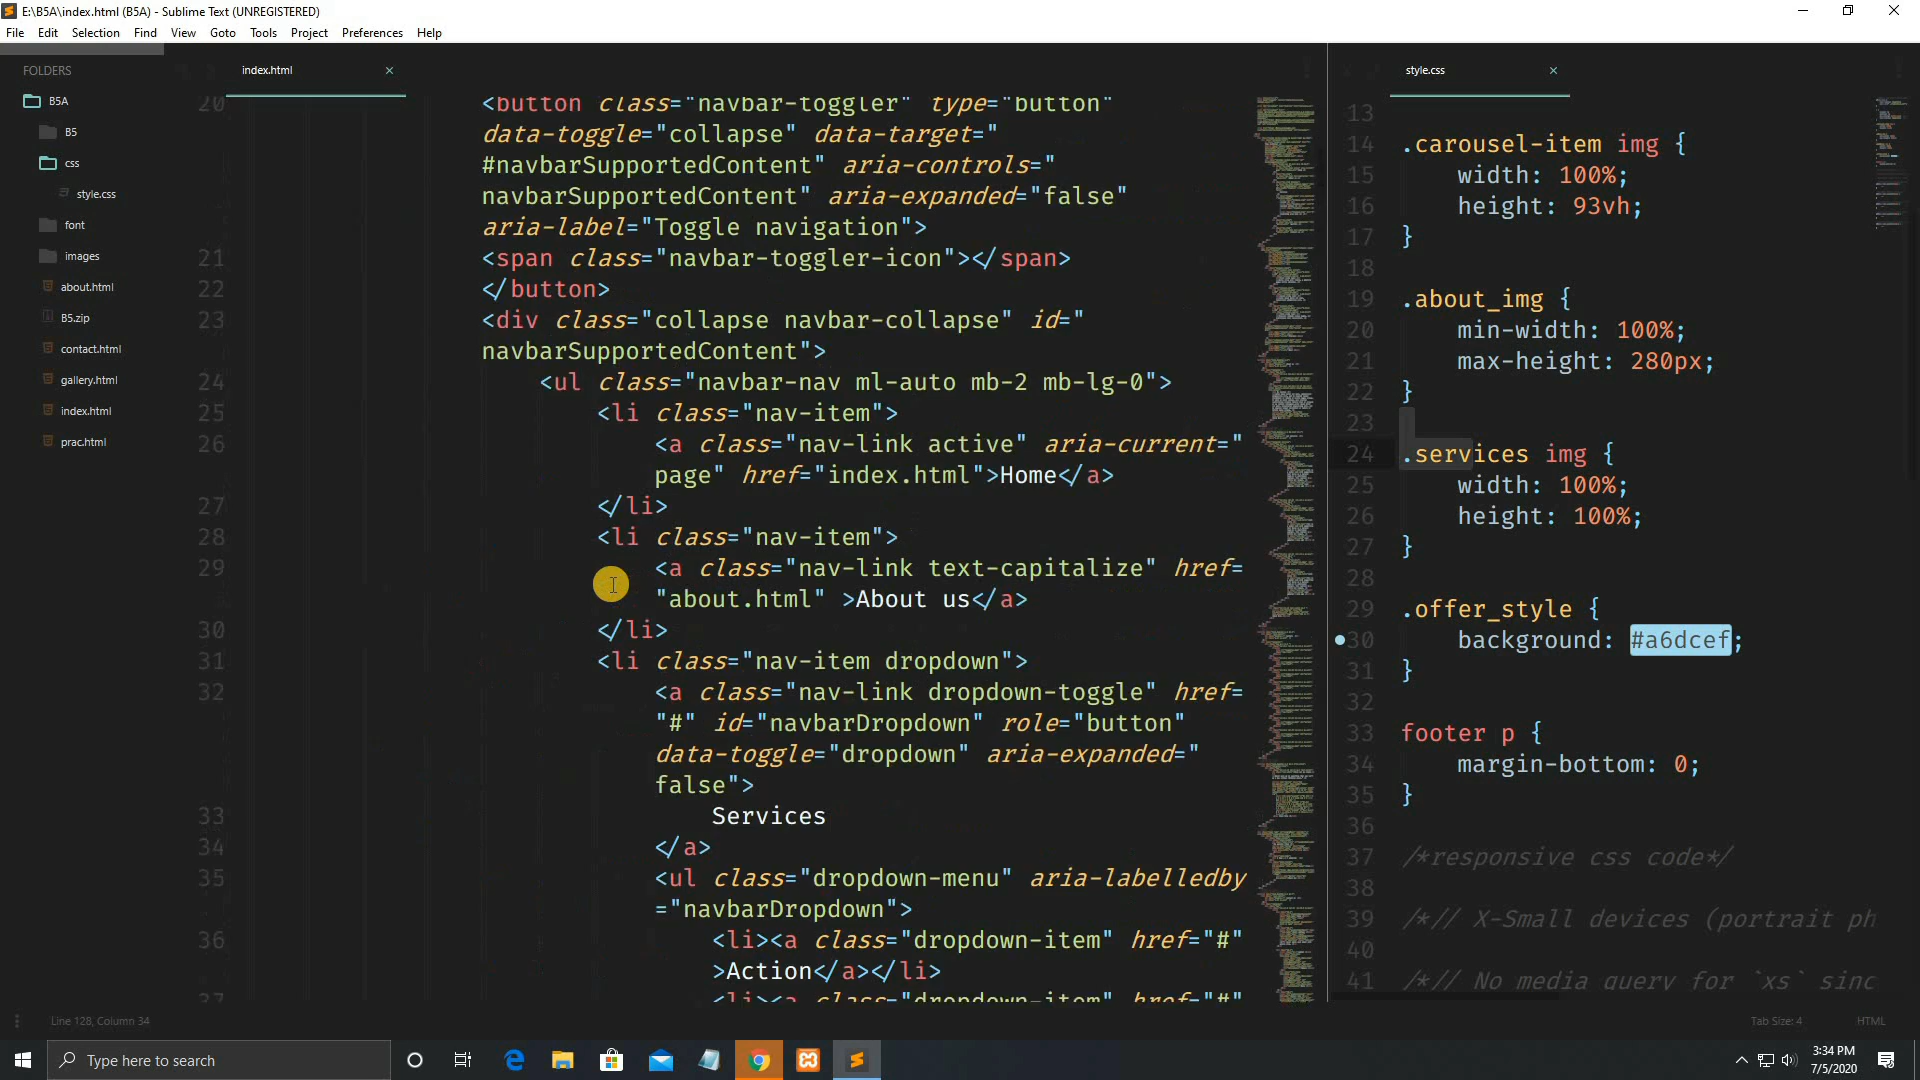 E:\B5A\index.html (B5A) - Sublime Text (UNREGISTERED)
File Edit Selection Find View Goto Tools Project Preferences Help
FOLDERS
B5A
B5
css
style.css
font
images
about.html
B5.zip
contact.html
gallery.html
index.html
prac.html
index.html
20 <button class="navbar-toggler" type="button"
data-toggle="collapse" data-target="
#navbarSupportedContent" aria-controls="
navbarSupportedContent" aria-expanded="false"
aria-label="Toggle navigation">
21 <span class="navbar-toggler-icon"></span>
22 </button>
23 <div class="collapse navbar-collapse" id="
navbarSupportedContent">
24 <ul class="navbar-nav ml-auto mb-2 mb-lg-0">
25 <li class="nav-item">
26 <a class="nav-link active" aria-current="
page" href="index.html">Home</a>
27 </li>
28 <li class="nav-item">
29 <a class="nav-link text-capitalize" href=
"about.html" >About us</a>
30 </li>
31 <li class="nav-item dropdown">
32 <a class="nav-link dropdown-toggle" href=
"#" id="navbarDropdown" role="button"
data-toggle="dropdown" aria-expanded="
false">
33 Services
34 </a>
35 <ul class="dropdown-menu" aria-labelledby
="navbarDropdown">
36 <li><a class="dropdown-item" href="#"
>Action</a></li>
37 <li><a class="dropdown-item" href="#"
style.css
13
14 .carousel-item img {
15 width: 100%;
16 height: 93vh;
17 }
18
19 .about_img {
20 min-width: 100%;
21 max-height: 280px;
22 }
23
24 .services img {
25 width: 100%;
26 height: 100%;
27 }
28
29 .offer_style {
30 background: #a6dcef;
31 }
32
33 footer p {
34 margin-bottom: 0;
35 }
36
37 /*responsive css code*/
38
39 /*// X-Small devices (portrait ph
40
41 /*// No media query for `xs` sinc
Line 128, Column 34
Tab Size: 4 HTML
Type here to search
3:34 PM
7/5/2020